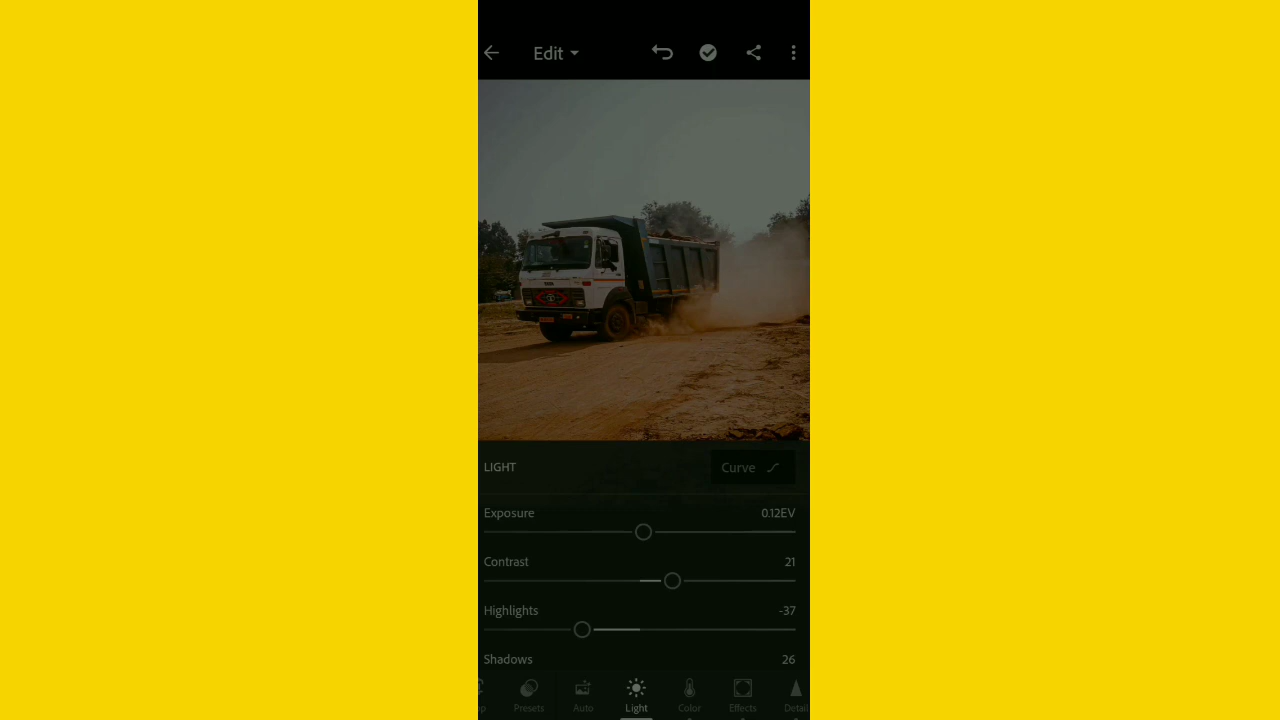 Edit
LIGHT
Curve
Exposure 0.12EV
Contrast 21
Highlights -37
Shadows 26
Presets Auto Light Color Effects Detail